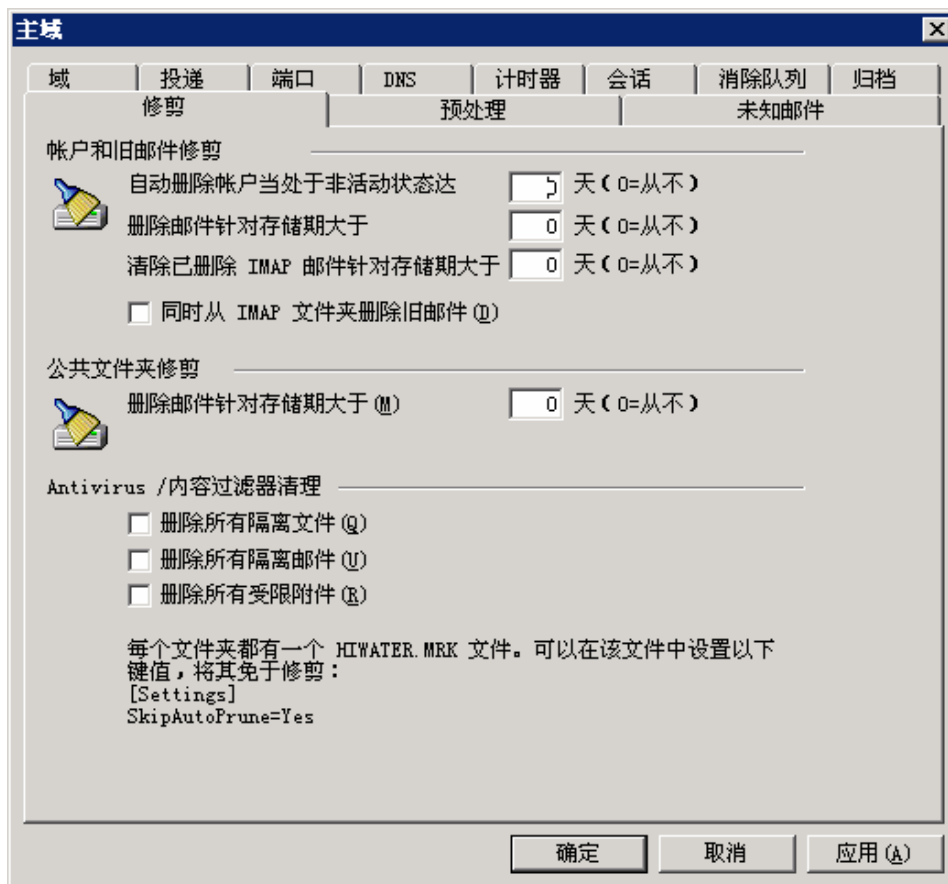 主域
域 投递 端口 DNS 计时器 会话 消除队列 归档
修剪 预处理 未知邮件
帐户和旧邮件修剪
自动删除帐户当处于非活动状态达 天(0=从不)
删除邮件针对存储期大于 0 天(0=从不)
清除已删除 IMAP 邮件针对存储期大于 0 天(0=从不)
同时从 IMAP 文件夹删除旧邮件(D)
公共文件夹修剪
删除邮件针对存储期大于(M) 0 天(0=从不)
Antivirus /内容过滤器清理
删除所有隔离文件(Q)
删除所有隔离邮件(U)
删除所有受限附件(R)
每个文件夹都有一个 HIWATER.MRK 文件。可以在该文件中设置以下
键值,将其免于修剪:
[Settings]
SkipAutoPrune=Yes
确定 取消 应用(A)